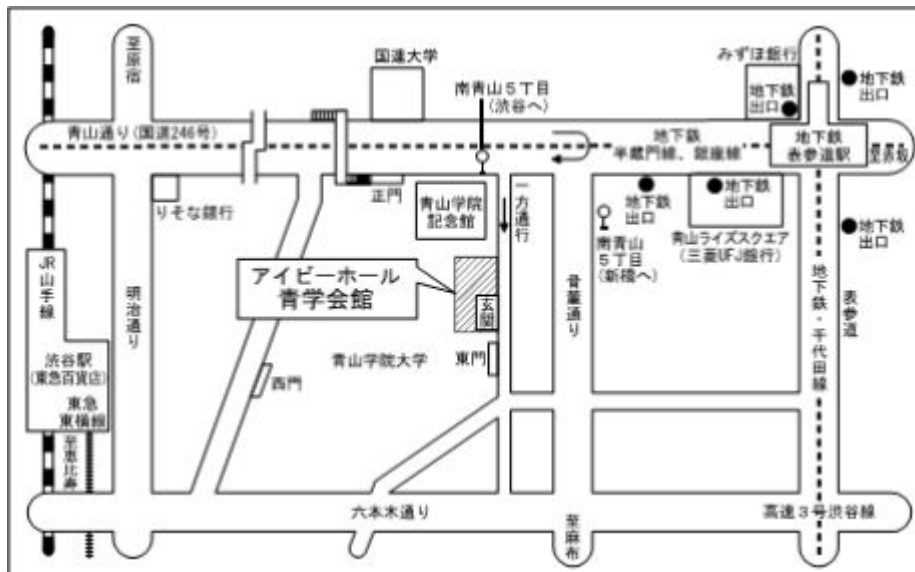 至原宿
国連大学
南青山5丁目
(渋谷へ)
みずほ銀行
地下鉄
出口
地下鉄
出口
青山通り(国道246号)
地下鉄
半蔵門線、銀座線
地下鉄
表参道駅
至赤坂
りそな銀行
正門
青山学院
記念館
一方通行
地下鉄
出口
地下鉄
出口
南青山
5丁目
(新橋へ)
青山ライズスクエア
(三菱UFJ銀行)
地下鉄
出口
JR山手線
明治通り
アイビーホール
青学会館
玄関
骨董通り
地下鉄・千代田線
表参道
渋谷駅
(東急百貨店)
東急
東横線
至恵比寿
西門
青山学院大学
東門
六本木通り
至麻布
高速3号渋谷線